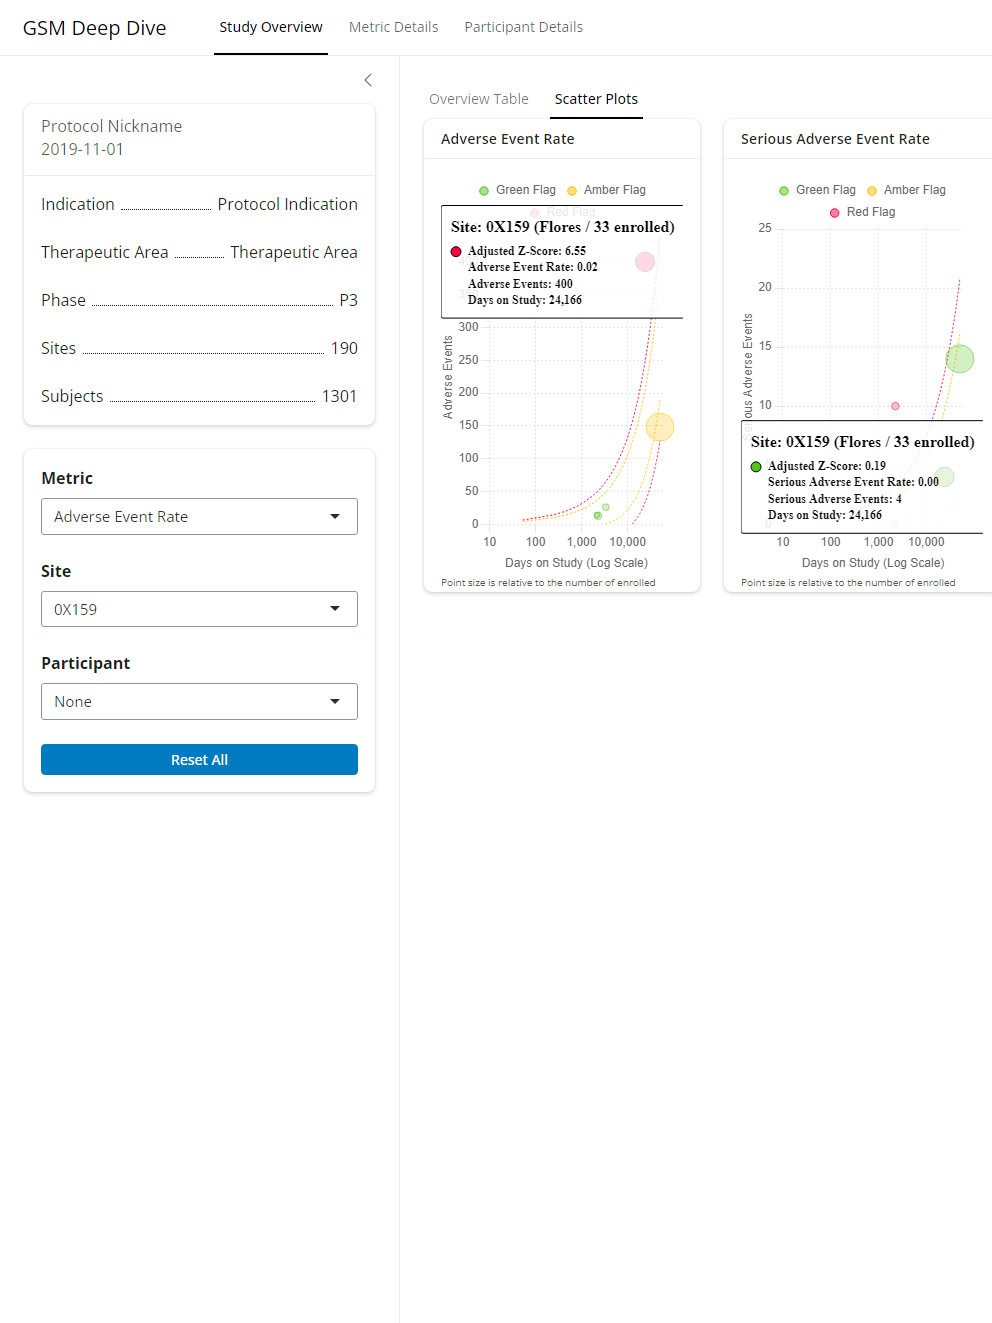 GSM Deep Dive
Study Overview
Metric Details
Participant Details
Protocol Nickname
2019-11-01
Indication
Protocol Indication
Therapeutic Area
Therapeutic Area
Phase
P3
Sites
190
Subjects
1301
Metric
Adverse Event Rate
Site
0X159
Participant
None
Reset All
Overview Table
Scatter Plots
Adverse Event Rate
Green Flag
Amber Flag
Red Flag
Site: 0X159 (Flores / 33 enrolled)
Adjusted Z-Score: 6.55
Adverse Event Rate: 0.02
Adverse Events: 400
Days on Study: 24,166
Adverse Events
300
250
200
150
100
50
0
10
100
1,000
10,000
Days on Study (Log Scale)
Point size is relative to the number of enrolled
Serious Adverse Event Rate
Green Flag
Amber Flag
Red Flag
25
20
15
10
Adverse Events
Site: 0X159 (Flores / 33 enrolled)
Adjusted Z-Score: 0.19
Serious Adverse Event Rate: 0.00
Serious Adverse Events: 4
Days on Study: 24,166
10
100
1,000
10,000
Days on Study (Log Scale)
Point size is relative to the number of enrolled